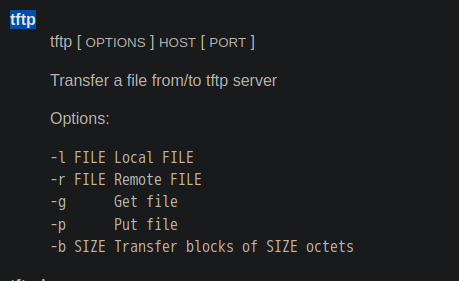 tftp
tftp [ OPTIONS ] HOST [ PORT ]
Transfer a file from/to tftp server
Options:
-l FILE Local FILE
-r FILE Remote FILE
-g      Get file
-p      Put file
-b SIZE Transfer blocks of SIZE octets